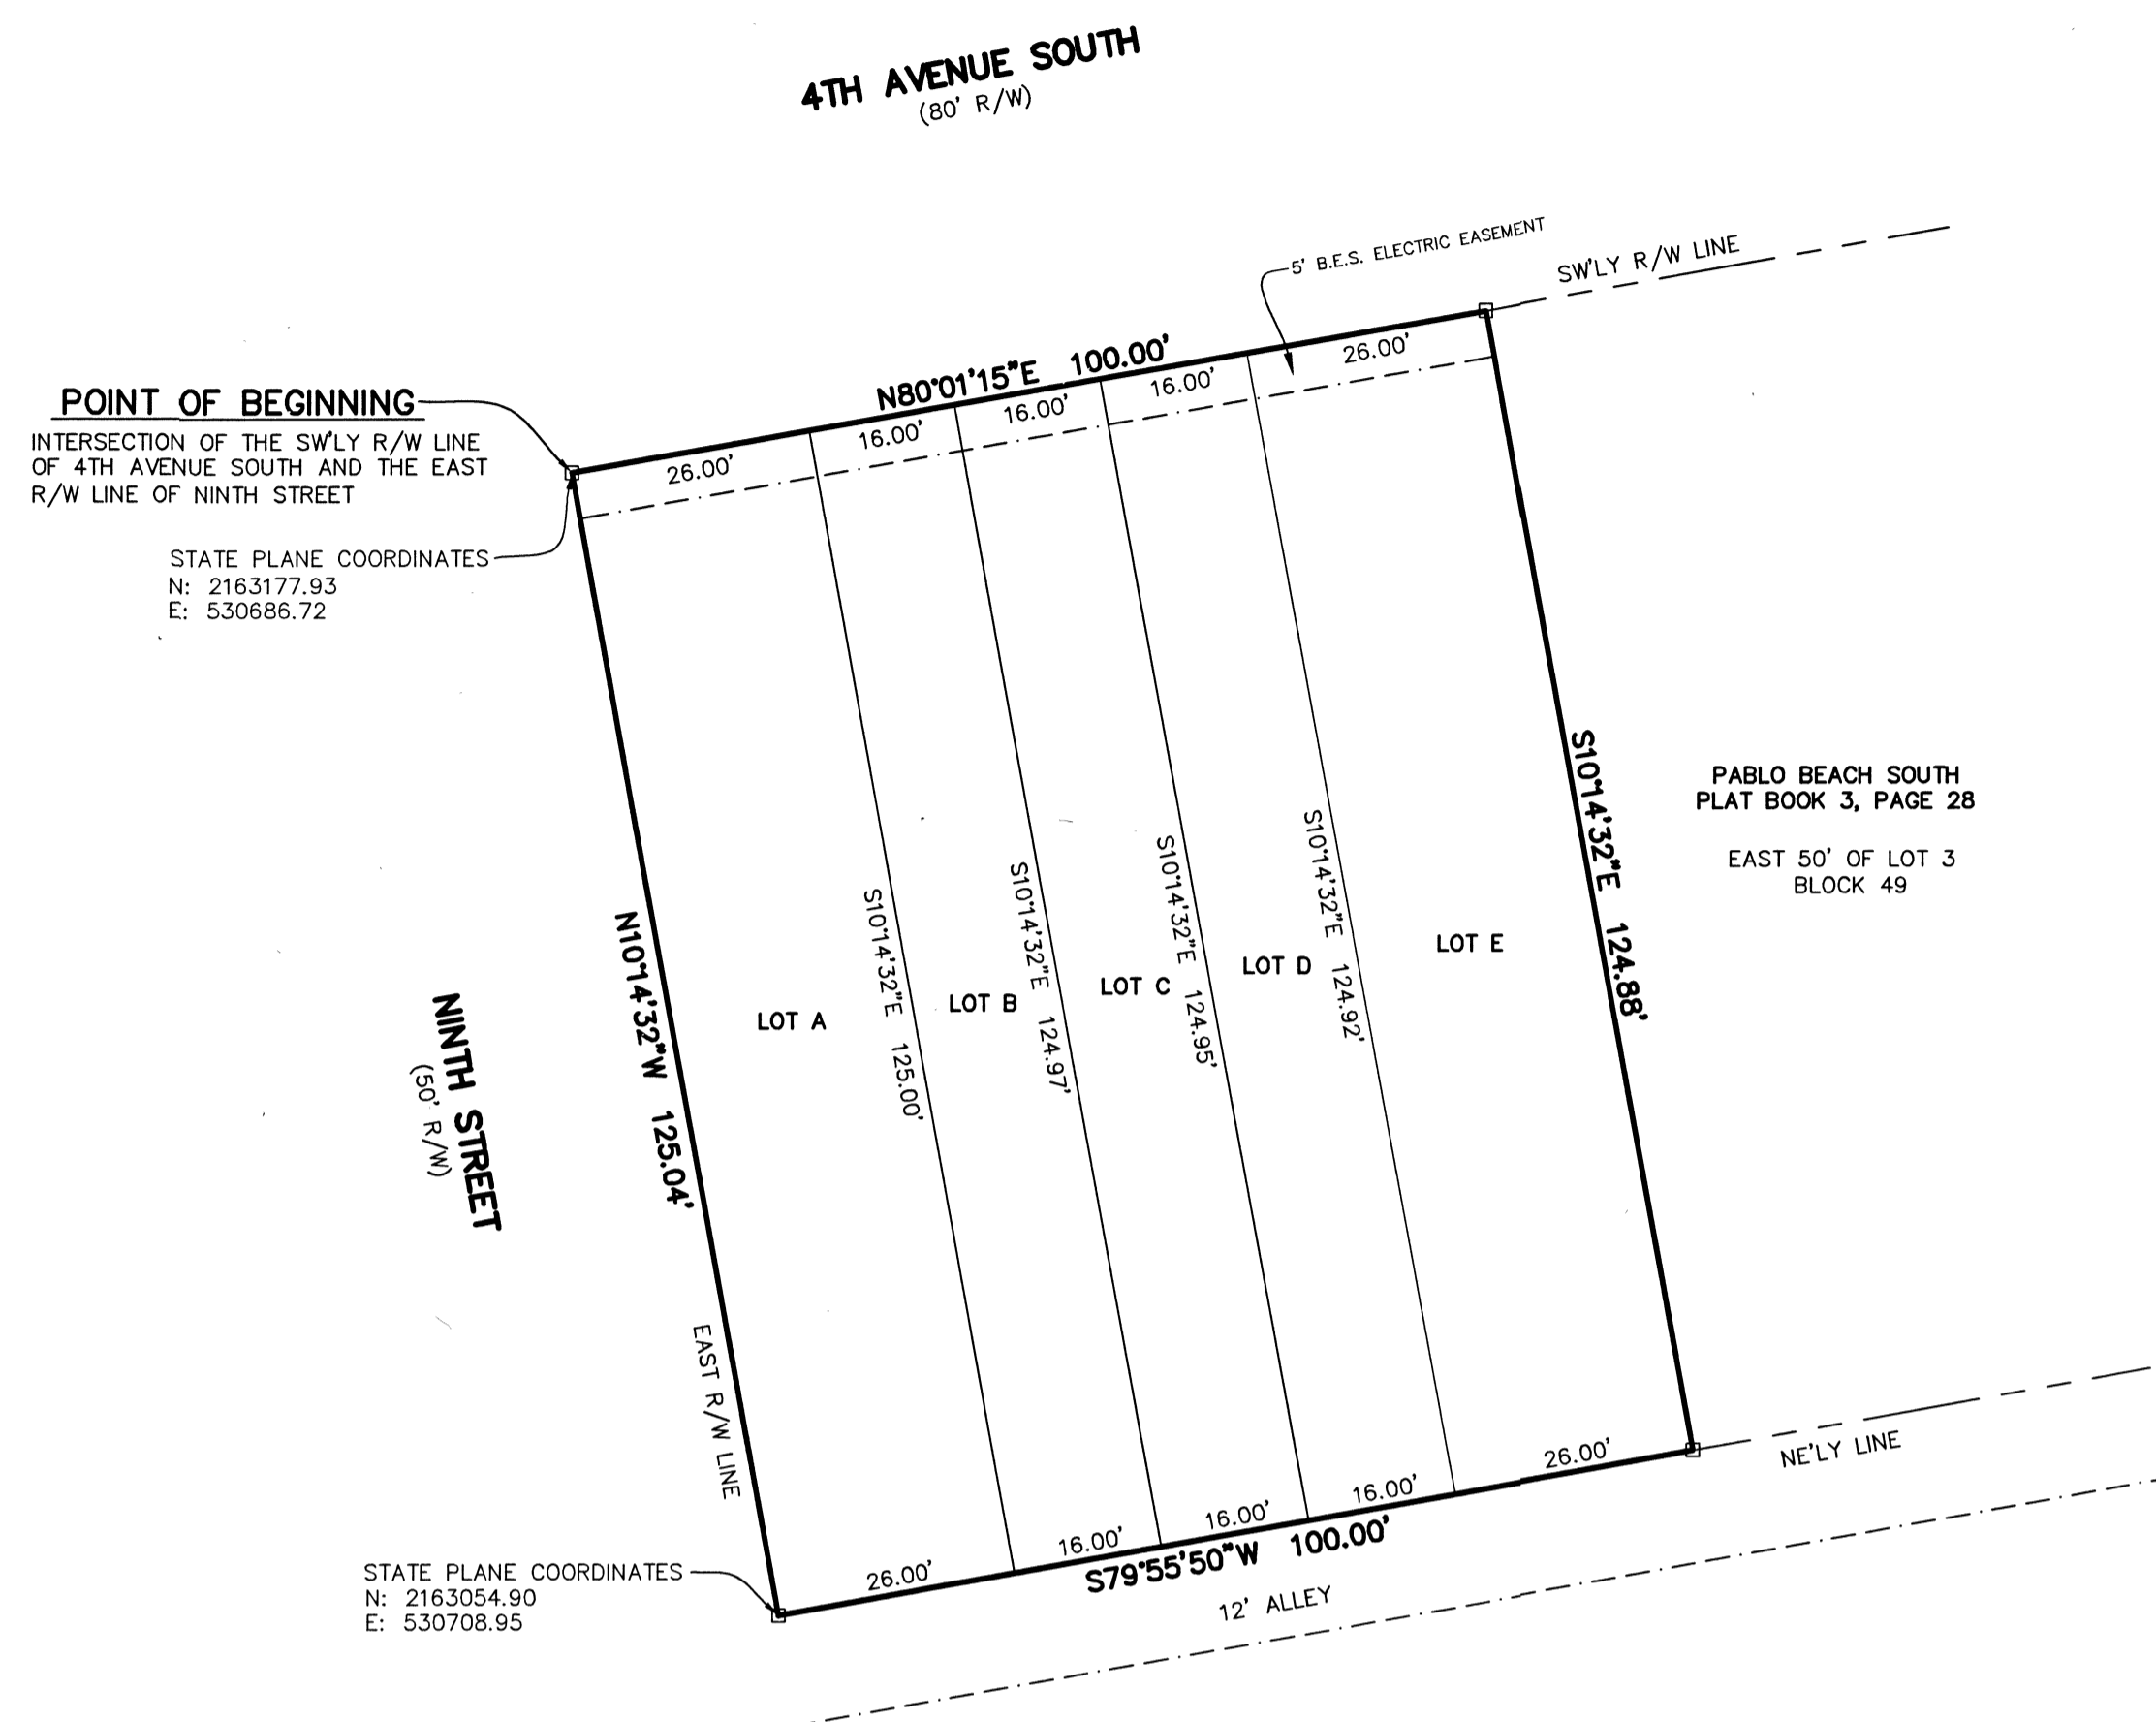 4TH AVENUE SOUTH
(80' R/W)
5' B.E.S. ELECTRIC EASEMENT
SW'LY R/W LINE
N80°01'15"E 100.00'
26.00'
16.00'
16.00'
16.00'
26.00'
POINT OF BEGINNING
INTERSECTION OF THE SW'LY R/W LINE
OF 4TH AVENUE SOUTH AND THE EAST
R/W LINE OF NINTH STREET
STATE PLANE COORDINATES
N: 2163177.93
E: 530686.72
NINTH STREET
(50' R/W)
N10°14'32"W 125.04'
EAST R/W LINE
LOT A
S10°14'32"E 125.00'
LOT B
S10°14'32"E 124.97'
LOT C
S10°14'32"E 124.95'
LOT D
S10°14'32"E 124.92'
LOT E
S10°14'32"E 124.88'
PABLO BEACH SOUTH
PLAT BOOK 3, PAGE 28
EAST 50' OF LOT 3
BLOCK 49
STATE PLANE COORDINATES
N: 2163054.90
E: 530708.95
26.00'
16.00'
16.00'
16.00'
26.00'
S79°55'50"W 100.00'
12' ALLEY
NE'LY LINE